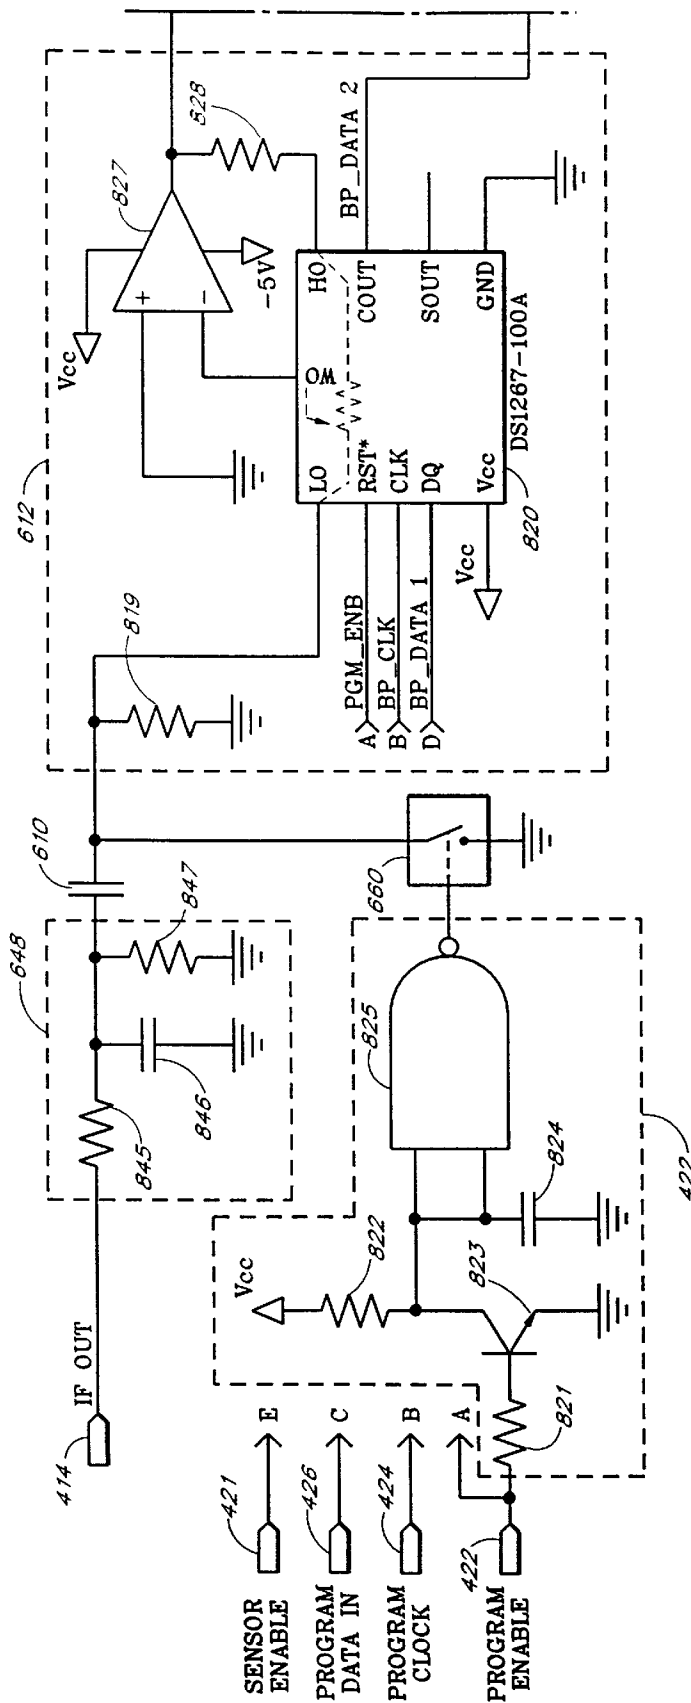 414
IF OUT
648
845
846
847
610
612
819
Vcc
+
−
827
-5V
828
LO
WO
HO
RST*
CLK
DQ
Vcc
COUT
SOUT
GND
DS1267-100A
820
BP_DATA 2
A
PGM_ENB
B
BP_CLK
D
BP_DATA 1
Vcc
660
825
Vcc
822
824
823
821
422
SENSOR
ENABLE
421
E
PROGRAM
DATA IN
426
C
PROGRAM
CLOCK
424
B
PROGRAM
ENABLE
422
A